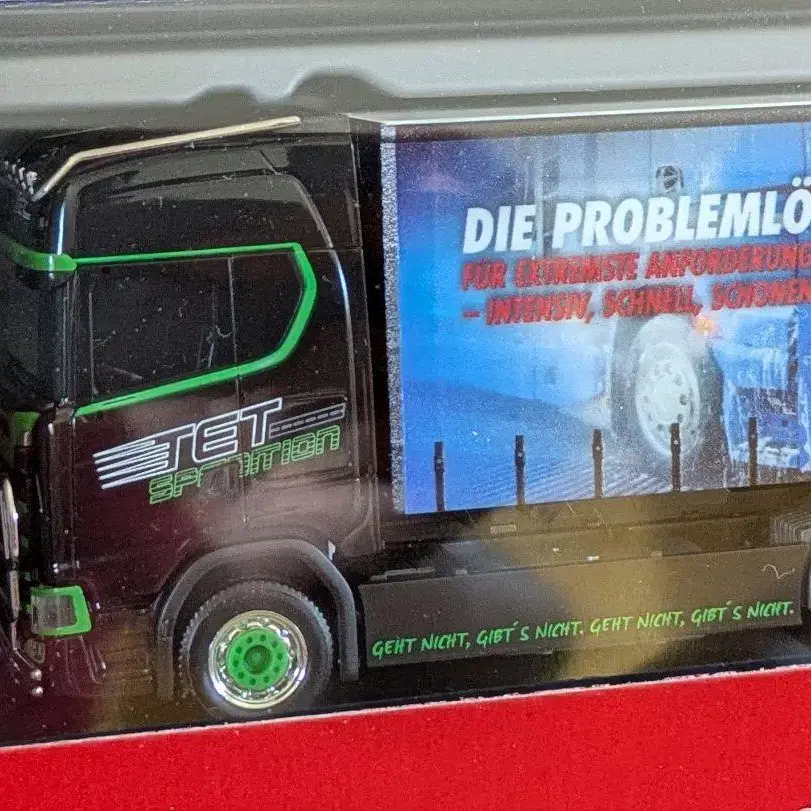 DIE PROBLEMLÖ
FÜR EXTREMSTE ANFORDERUNG
– INTENSIV, SCHNELL, SCHONEN
TET
SPEDITION
GEHT NICHT, GIBT´S NICHT. GEHT NICHT, GIBT´S NICHT.